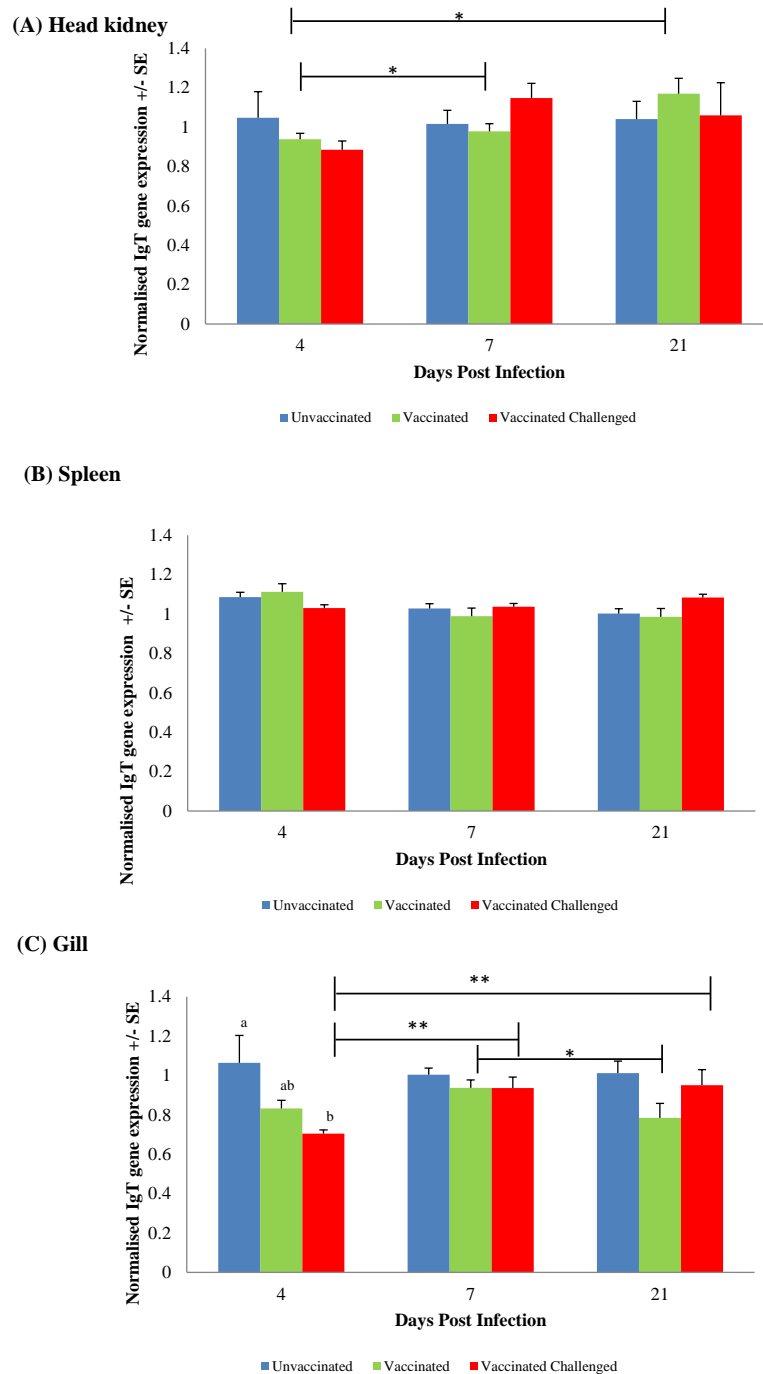 (A) Head kidney
*
*
Normalised IgT gene expression +/- SE
1.4
1.2
1
0.8
0.6
0.4
0.2
0
4 7 21
Days Post Infection
Unvaccinated Vaccinated Vaccinated Challenged
(B) Spleen
Normalised IgT gene expression +/- SE
1.4
1.2
1
0.8
0.6
0.4
0.2
0
4 7 21
Days Post Infection
Unvaccinated Vaccinated Vaccinated Challenged
(C) Gill
**
**
*
Normalised IgT gene expression +/- SE
1.4
1.2
1
0.8
0.6
0.4
0.2
0
a
ab
b
4 7 21
Days Post Infection
Unvaccinated Vaccinated Vaccinated Challenged